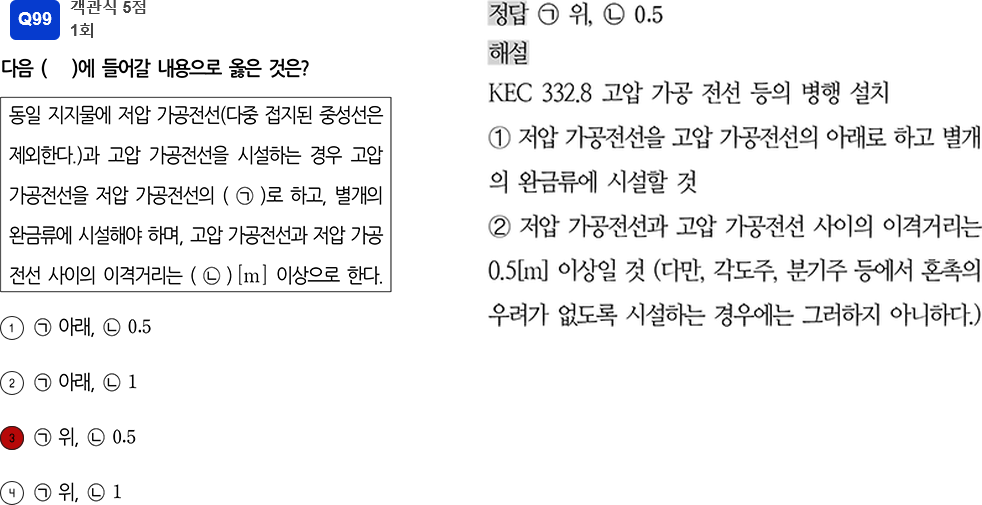 Q99 객관식 5점
1회
다음 (    )에 들어갈 내용으로 옳은 것은?
동일 지지물에 저압 가공전선(다중 접지된 중성선은
제외한다.)과 고압 가공전선을 시설하는 경우 고압
가공전선을 저압 가공전선의 ( ㉠ )로 하고, 별개의
완금류에 시설해야 하며, 고압 가공전선과 저압 가공
전선 사이의 이격거리는 ( ㉡ ) [m] 이상으로 한다.
① ㉠ 아래, ㉡ 0.5
② ㉠ 아래, ㉡ 1
③ ㉠ 위, ㉡ 0.5
④ ㉠ 위, ㉡ 1
정답 ㉠ 위, ㉡ 0.5
해설
KEC 332.8 고압 가공 전선 등의 병행 설치
① 저압 가공전선을 고압 가공전선의 아래로 하고 별개
의 완금류에 시설할 것
② 저압 가공전선과 고압 가공전선 사이의 이격거리는
0.5[m] 이상일 것 (다만, 각도주, 분기주 등에서 혼촉의
우려가 없도록 시설하는 경우에는 그러하지 아니하다.)